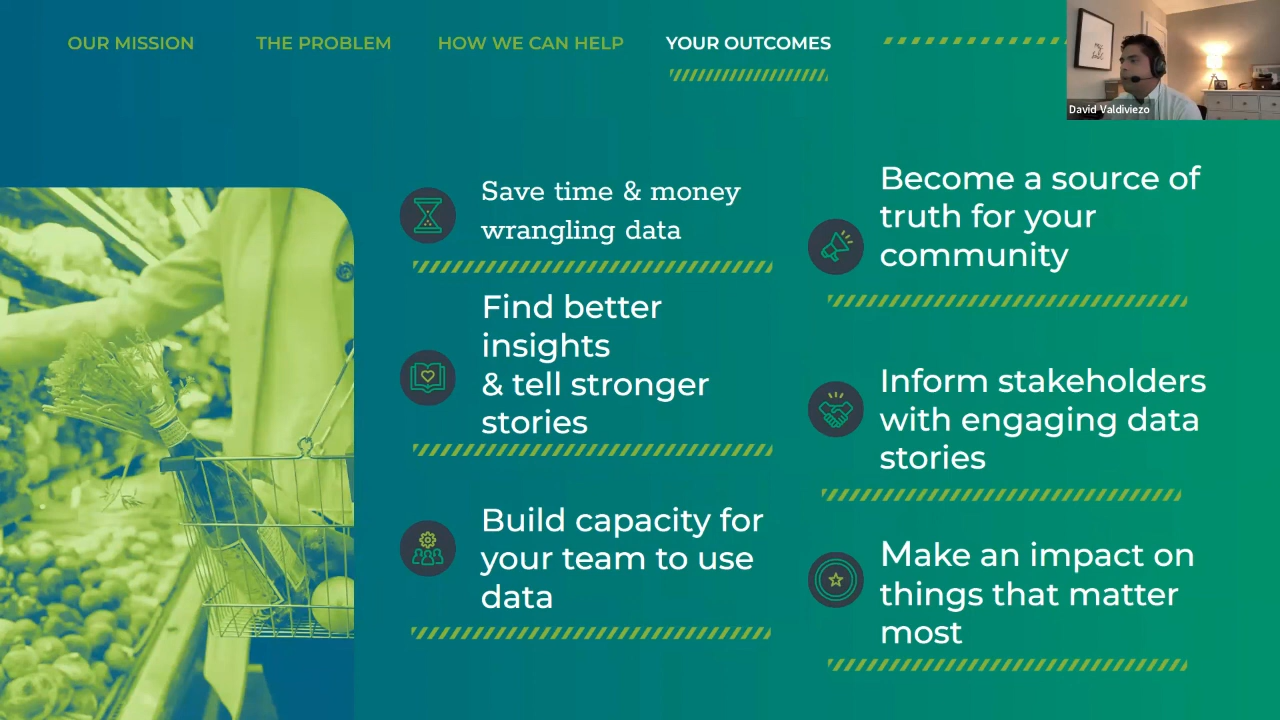 OUR MISSION
THE PROBLEM
HOW WE CAN HELP
YOUR OUTCOMES
David Valdiviezo
Save time & money
wrangling data
Find better
insights
& tell stronger
stories
Build capacity for
your team to use
data
Become a source of
truth for your
community
Inform stakeholders
with engaging data
stories
Make an impact on
things that matter
most